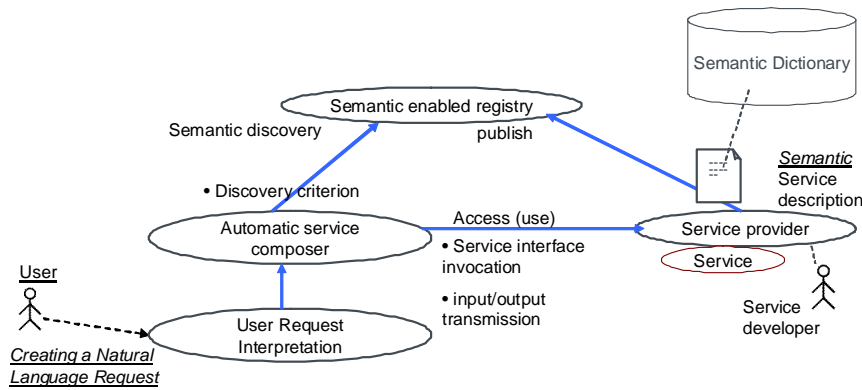 Semantic Dictionary
Semantic enabled registry
Semantic discovery
publish
Semantic
Service
description
• Discovery criterion
Automatic service
composer
Access (use)
Service provider
• Service interface
invocation
Service
User
• input/output
transmission
User Request
Interpretation
Service
developer
Creating a Natural
Language Request